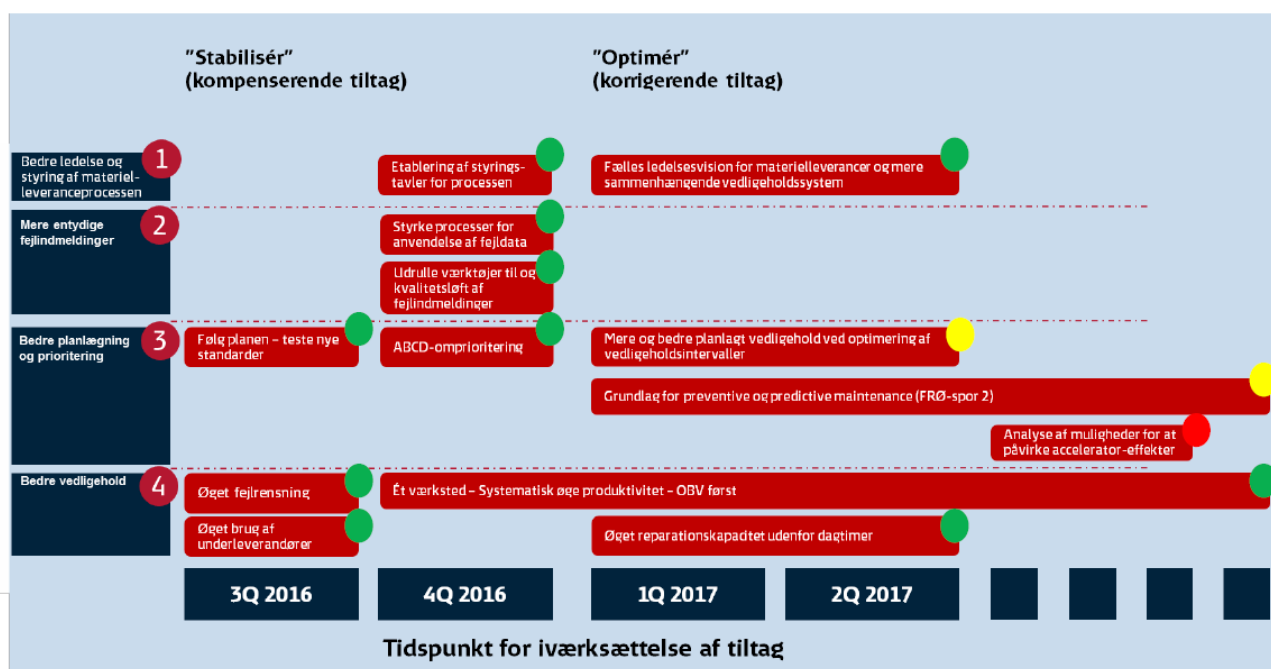 "Stabilisér"
(kompenserende tiltag)
"Optimér"
(korrigerende tiltag)
Bedre ledelse og
styring af materiel-
leveranceprocessen
1
Etablering af styrings-
tavler for processen
Fælles ledelsesvision for materielleverancer og mere
sammenhængende vedligeholdssystem
Mere entydige
fejlindmeldinger
2
Styrke processer for
anvendelse af fejldata
Udrulle værktøjer til og
kvalitetsløft af
fejlindmeldinger
Bedre planlægning
og prioritering
3
Følg planen – teste nye
standarder
ABCD-omprioritering
Mere og bedre planlagt vedligehold ved optimering af
vedligeholdsintervaller
Grundlag for preventive og predictive maintenance (FRØ-spor 2)
Analyse af muligheder for at
påvirke accelerator-effekter
Bedre vedligehold
4
Øget fejlrensning
Ét værksted – Systematisk øge produktivitet – OBV først
Øget brug af
underleverandører
Øget reparationskapacitet udenfor dagtimer
3Q 2016
4Q 2016
1Q 2017
2Q 2017
Tidspunkt for iværksættelse af tiltag